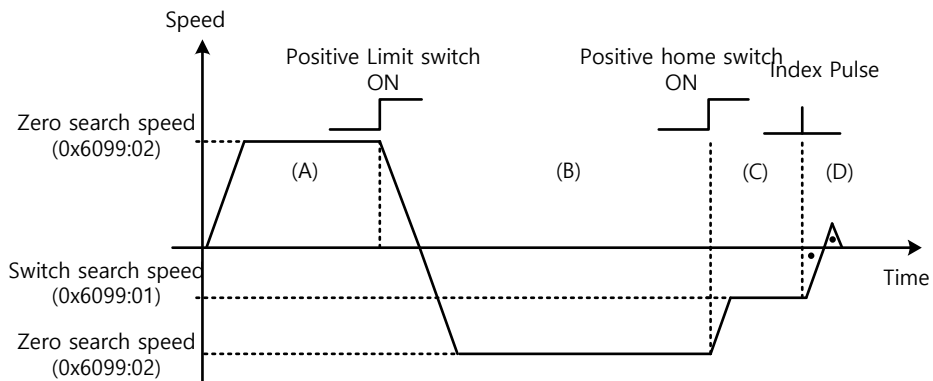 Speed
Positive Limit switch
ON
Positive home switch
ON
Index Pulse
Zero search speed
(0x6099:02)
(A)
(B)
(C)
(D)
Switch search speed
(0x6099:01)
Time
Zero search speed
(0x6099:02)